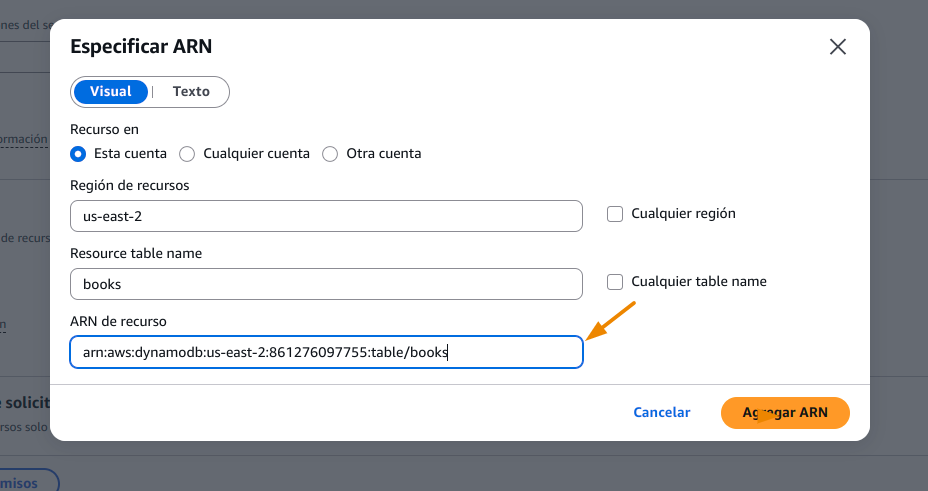 nes del se
Especificar ARN
Visual
Texto
Recurso en
ormación
Esta cuenta
Cualquier cuenta
Otra cuenta
Región de recursos
us-east-2
Cualquier región
de recurs
Resource table name
books
Cualquier table name
ARN de recurso
n
arn:aws:dynamodb:us-east-2:861276097755:table/books
e solicit
Cancelar
Agregar ARN
rsos solo
misos